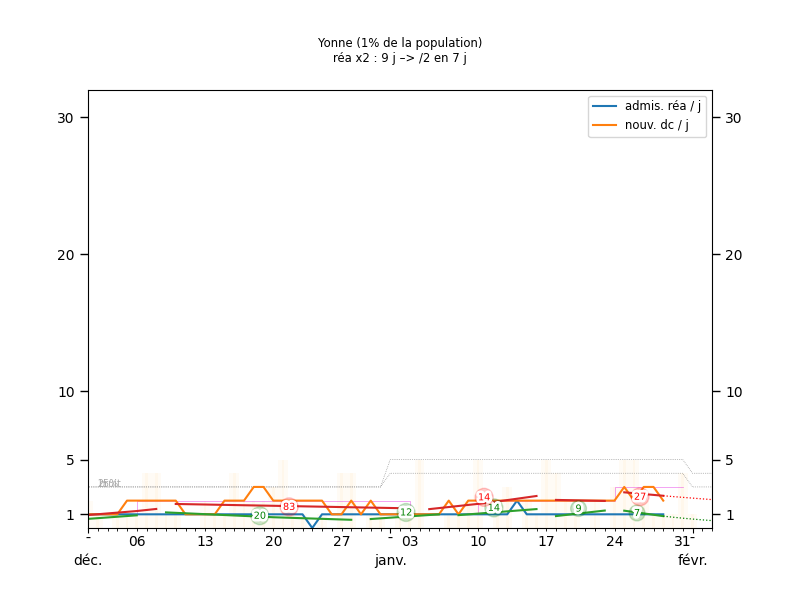 Yonne (1% de la population)
réa x2 : 9 j –> /2 en 7 j
admis. réa / j
nouv. dc / j
30 30
20 20
10 10
5 5
1 1
83 20 12 14 14 9 27 7
- 06 13 20 27 - 03 10 17 24 31 -
déc. janv. févr.